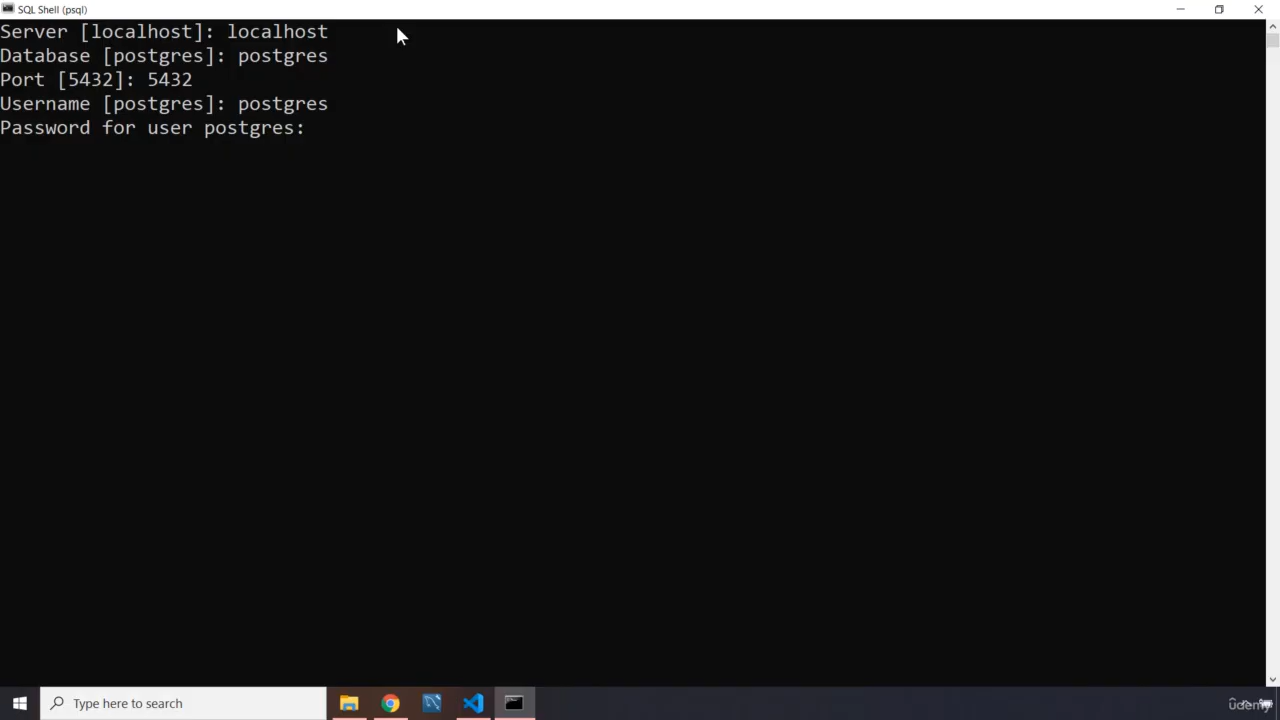 SQL Shell (psql)
Server [localhost]: localhost
Database [postgres]: postgres
Port [5432]: 5432
Username [postgres]: postgres
Password for user postgres:
Type here to search
udemy